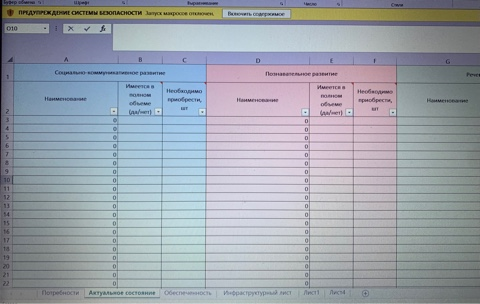 Буфер обмена Шрифт Выравнивание Число Стили
ПРЕДУПРЕЖДЕНИЕ СИСТЕМЫ БЕЗОПАСНОСТИ Запуск макросов отключен. Включить содержимое
O10 fx
A B C D E F G
1 Социально-коммуникативное развитие Познавательное развитие Речев
2 Наименование Имеется в полном объеме (да/нет) Необходимо приобрести, шт Наименование Имеется в полном объеме (да/нет) Необходимо приобрести, шт Наименование
3 0 0
4 0 0
5 0 0
6 0 0
7 0 0
8 0 0
9 0 0
10 0 0
11 0 0
12 0 0
13 0 0
14 0 0
15 0 0
16 0 0
17 0 0
18 0 0
19 0 0
20 0 0
21 0 0
22 0 0
Потребности Актуальное состояние Обеспеченность Инфраструктурный лист Лист1 Лист4